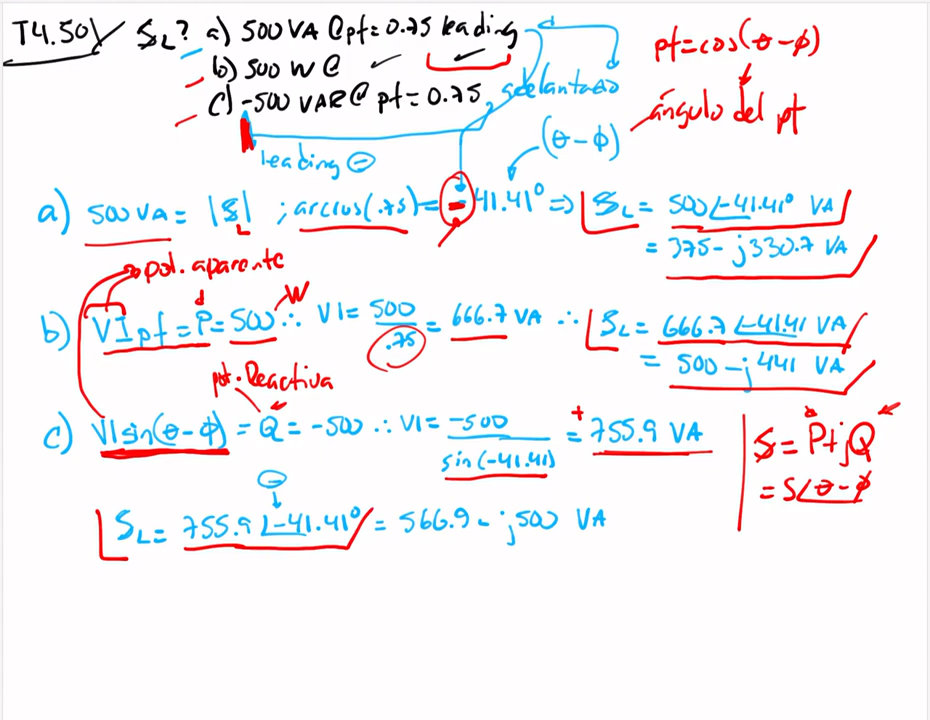 T4.50 S_L? a) 500 VA @ pf = 0.75 leading
b) 500 W @
c) -500 VAR @ pf = 0.75
adelantado
pf = cos(θ - ϕ)
ángulo del pf
leading ⊖
(θ - ϕ)
a) 500 VA = |S_L| ; arccos(.75) = -41.41° ⇒ S_L = 500∠-41.41° VA
= 375 - j330.7 VA
pot. aparente
W
b) VI pf = P = 500 ∴ VI = 500/.75 = 666.7 VA ∴ S_L = 666.7∠-41.41 VA
= 500 - j441 VA
pot. Reactiva
c) VI sin(θ - ϕ) = Q = -500 ∴ VI = -500/sin(-41.41) = +755.9 VA
S = P + jQ
= S∠θ - ϕ
⊖
S_L = 755.9∠-41.41° = 566.9 - j500 VA